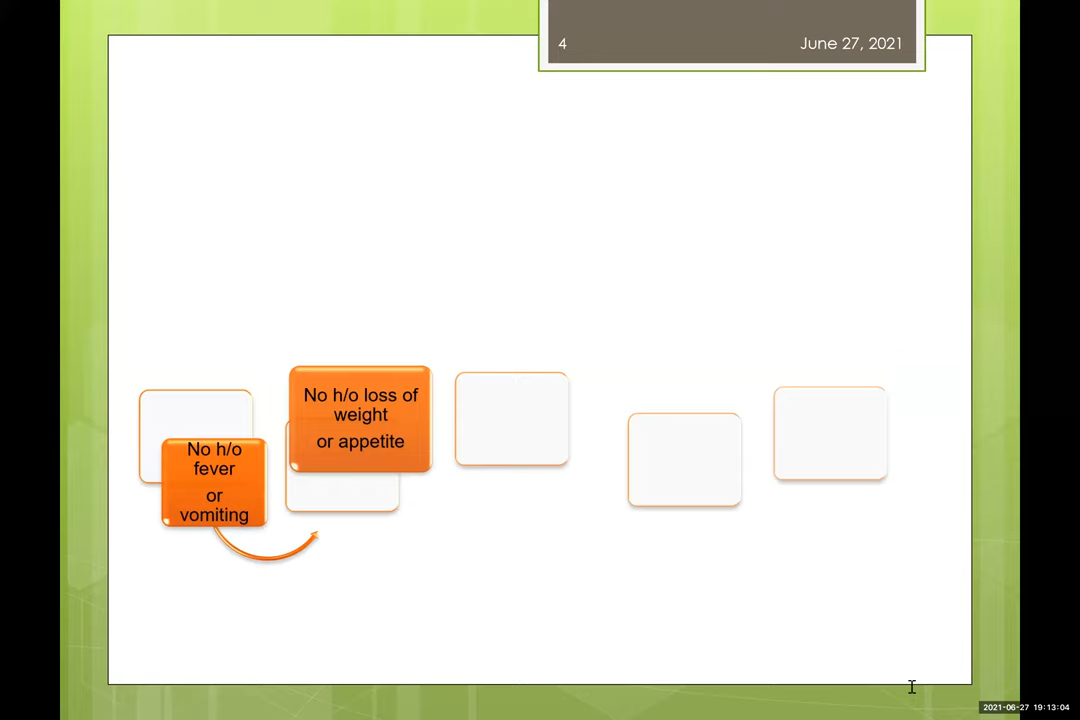 4
June 27, 2021
No h/o loss of
weight
or appetite
No h/o
fever
or
vomiting
2021-06-27 19:13:04